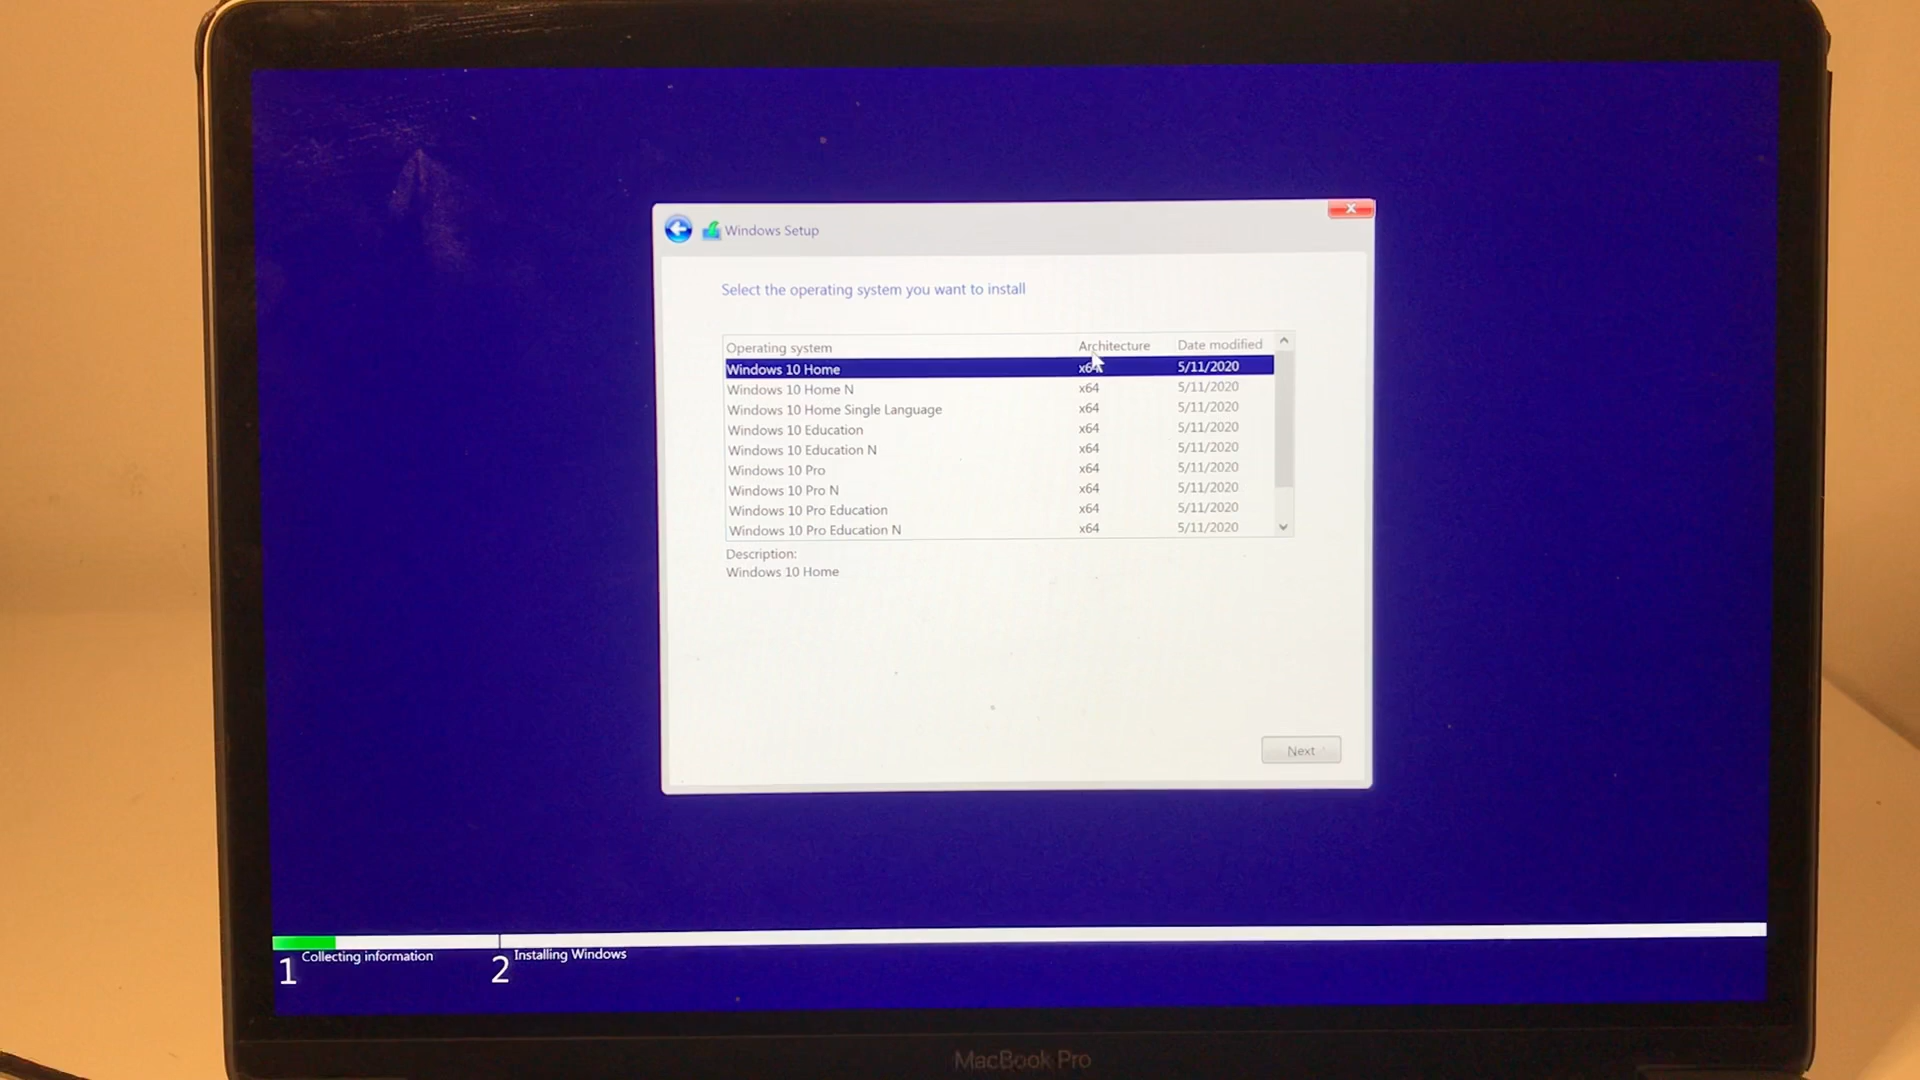 Windows Setup
Select the operating system you want to install
Operating system Architecture Date modified
Windows 10 Home x64 5/11/2020
Windows 10 Home N x64 5/11/2020
Windows 10 Home Single Language x64 5/11/2020
Windows 10 Education x64 5/11/2020
Windows 10 Education N x64 5/11/2020
Windows 10 Pro x64 5/11/2020
Windows 10 Pro N x64 5/11/2020
Windows 10 Pro Education x64 5/11/2020
Windows 10 Pro Education N x64 5/11/2020
Description:
Windows 10 Home
Next
1 Collecting information 2 Installing Windows
MacBook Pro